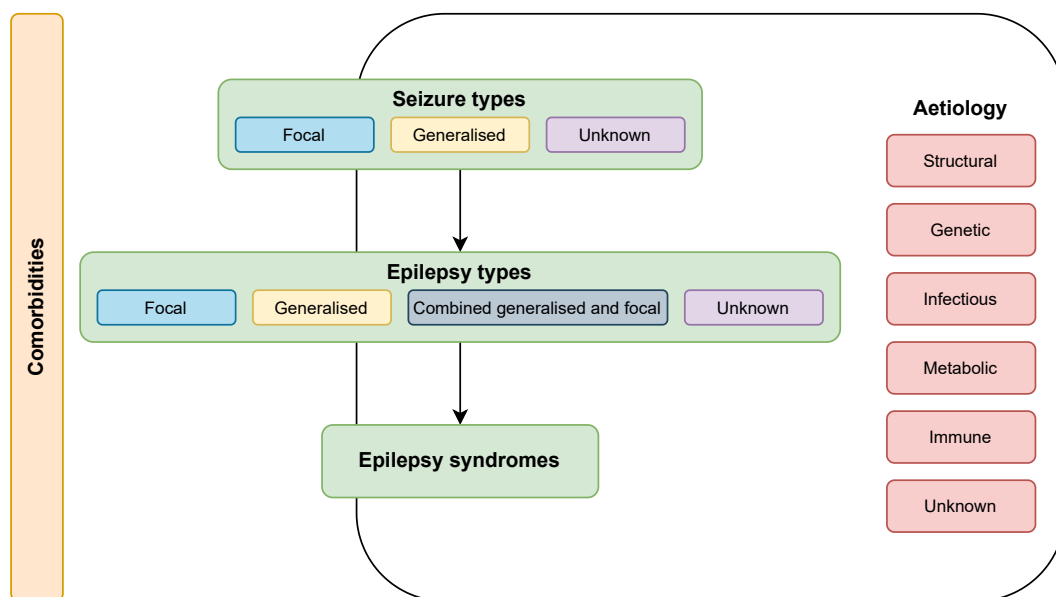 Comorbidities
Seizure types
Focal
Generalised
Unknown
Epilepsy types
Focal
Generalised
Combined generalised and focal
Unknown
Epilepsy syndromes
Aetiology
Structural
Genetic
Infectious
Metabolic
Immune
Unknown